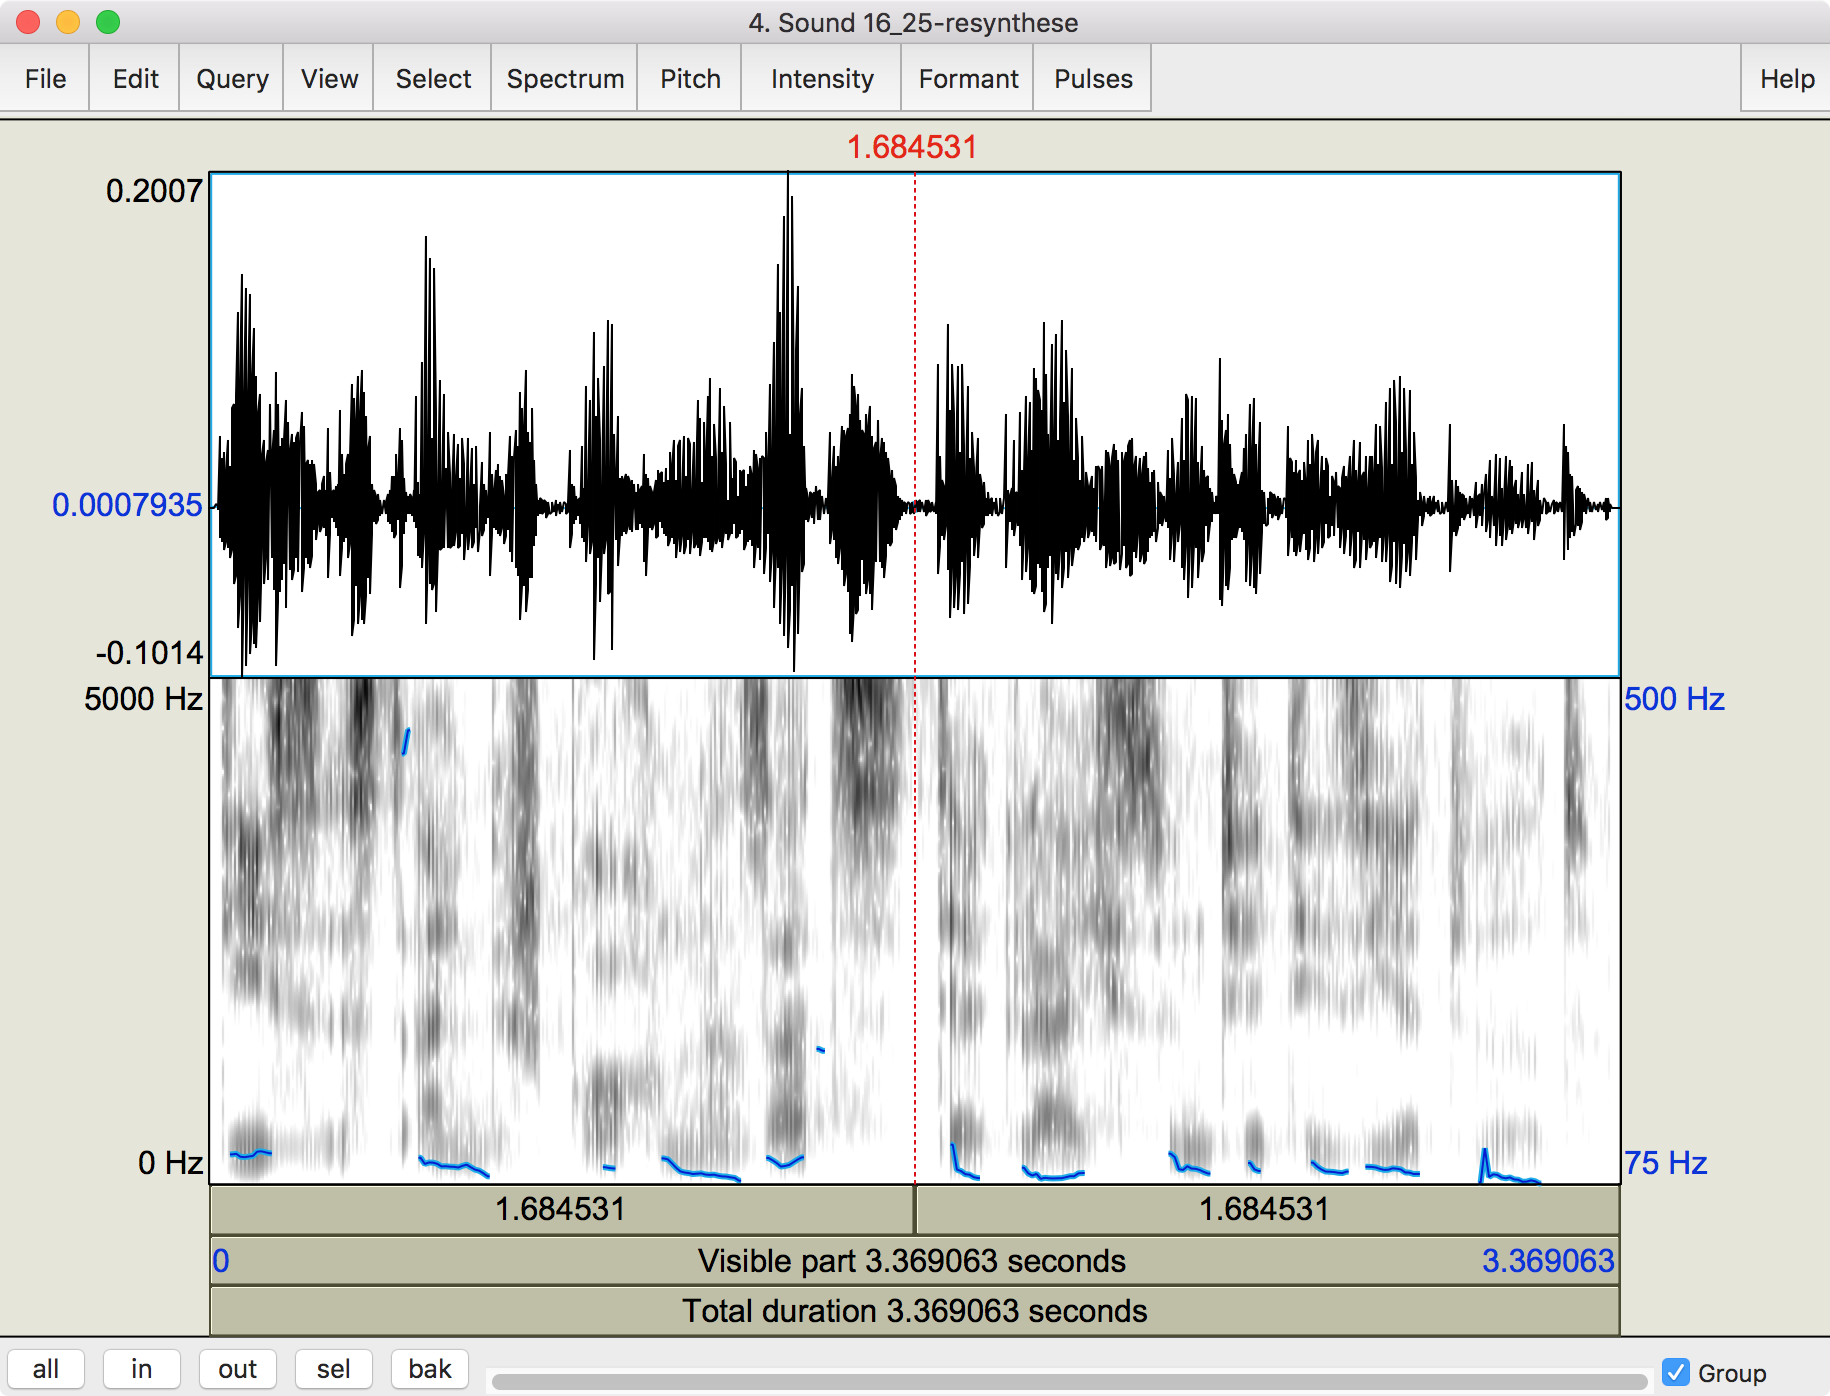 4. Sound 16_25-resynthese
File Edit Query View Select Spectrum Pitch Intensity Formant Pulses Help
1.684531
0.2007
0.0007935
-0.1014
5000 Hz 500 Hz
0 Hz 75 Hz
1.684531 1.684531
0 Visible part 3.369063 seconds 3.369063
Total duration 3.369063 seconds
all in out sel bak Group